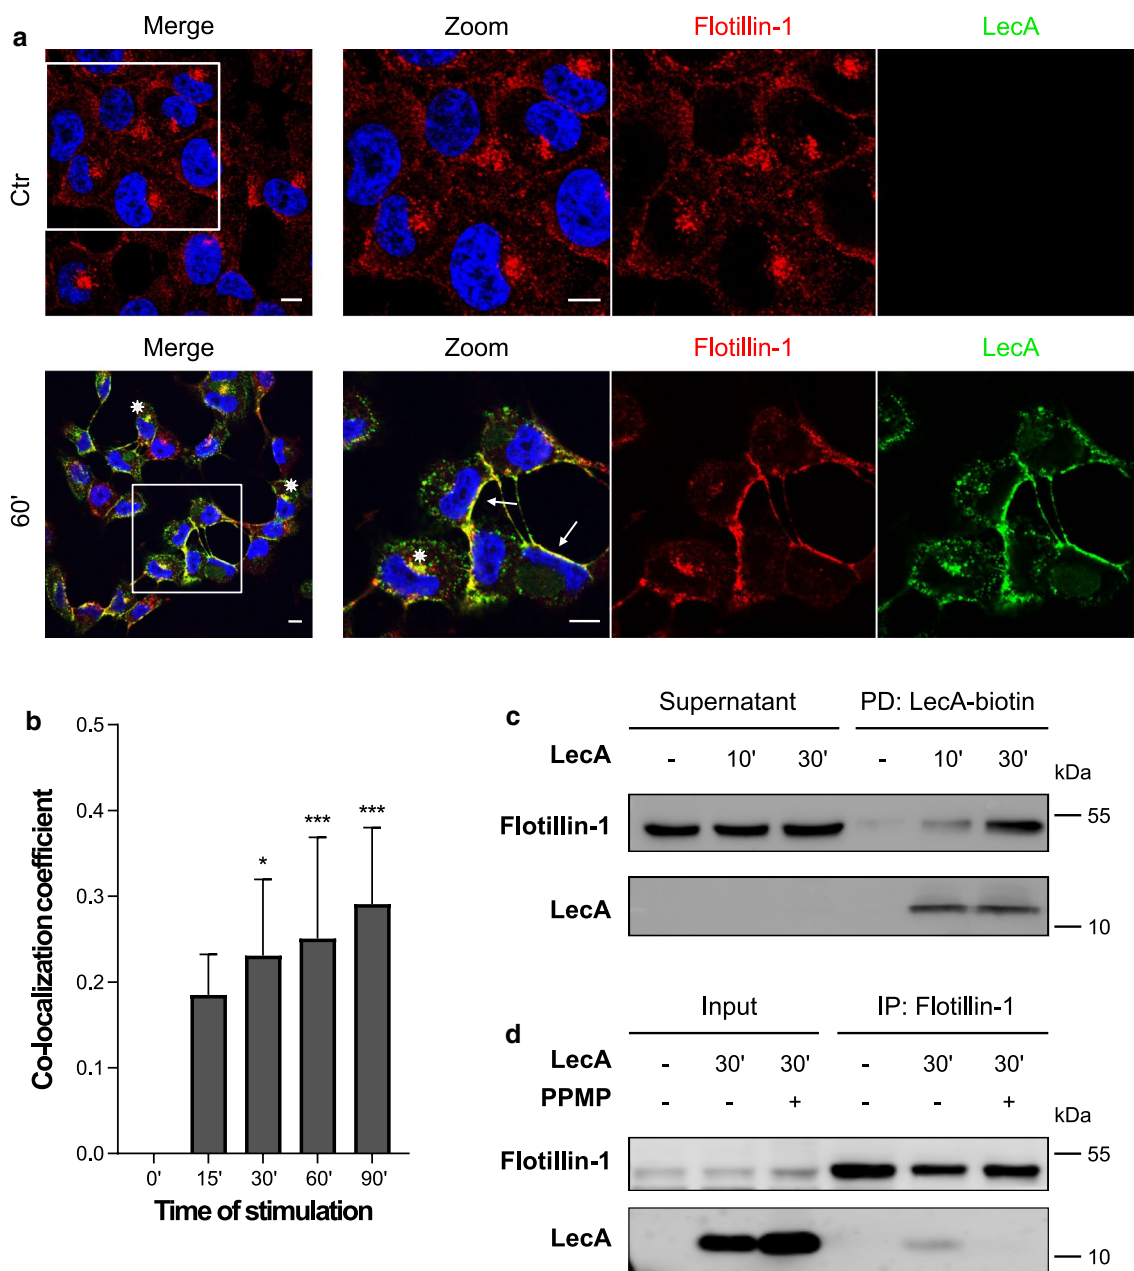 a
Merge Zoom Flotillin-1 LecA
Ctr
Merge Zoom Flotillin-1 LecA
60'
b
0.5
0.4
0.3
0.2
0.1
0.0
Co-localization coefficient
* *** ***
0' 15' 30' 60' 90'
Time of stimulation
c
Supernatant PD: LecA-biotin
LecA - 10' 30' - 10' 30'
kDa
Flotillin-1 55
LecA 10
d
Input IP: Flotillin-1
LecA - 30' 30' - 30' 30'
PPMP - - + - - +
kDa
Flotillin-1 55
LecA 10